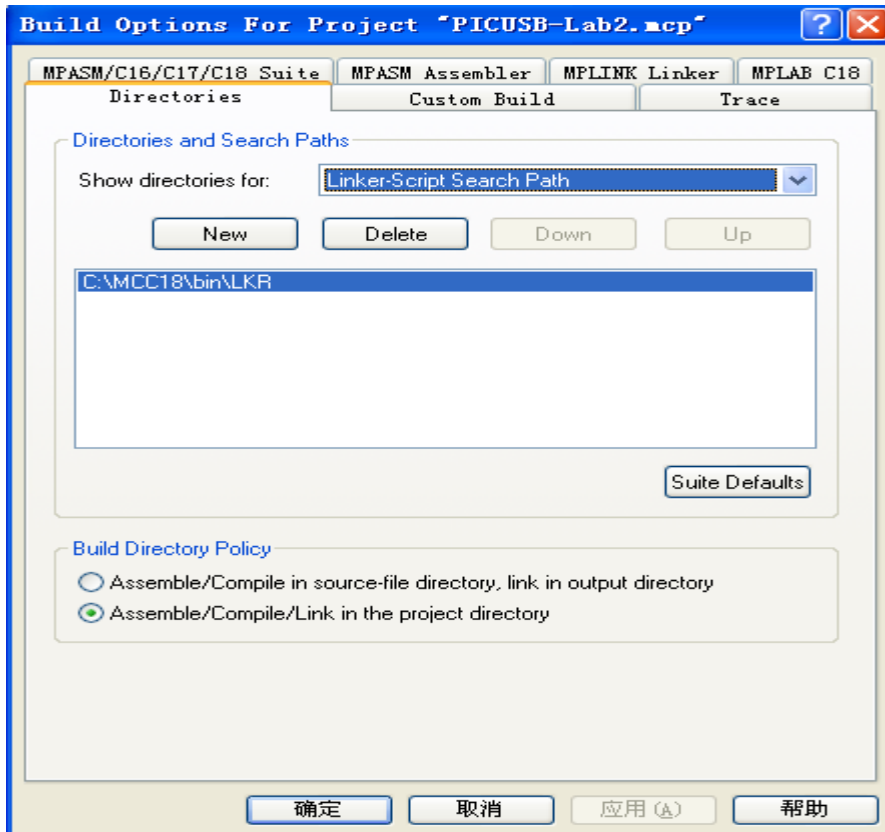 Build Options For Project "PICUSB-Lab2.mcp"
MPASM/C16/C17/C18 Suite MPASM Assembler MPLINK Linker MPLAB C18
Directories Custom Build Trace
Directories and Search Paths
Show directories for: Linker-Script Search Path
New Delete Down Up
C:\MCC18\bin\LKR
Suite Defaults
Build Directory Policy
Assemble/Compile in source-file directory, link in output directory
Assemble/Compile/Link in the project directory
确定 取消 应用(A) 帮助